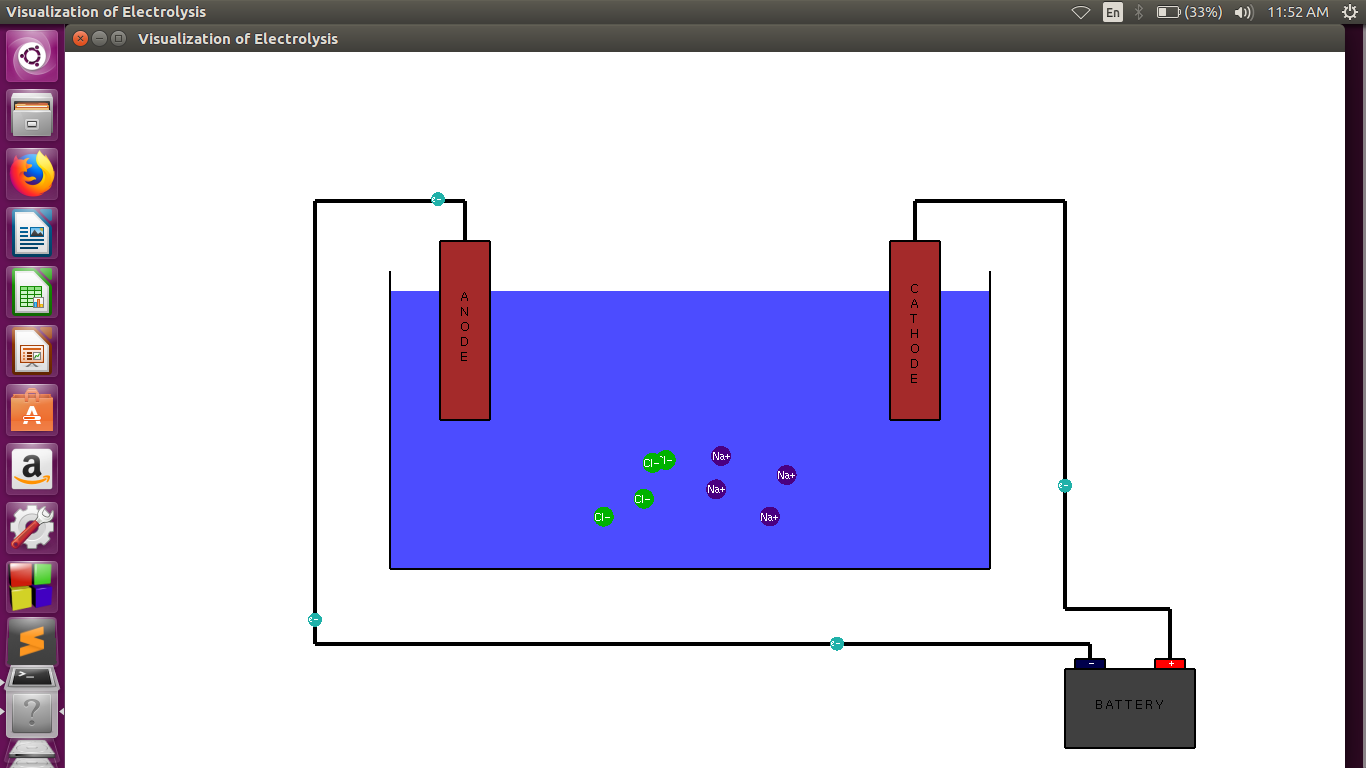 Visualization of Electrolysis
En
(33%)
11:52 AM
Visualization of Electrolysis
ANODE
CATHODE
Cl−
Cl−
Cl−
Na+
Na+
Na+
Na+
−
+
BATTERY